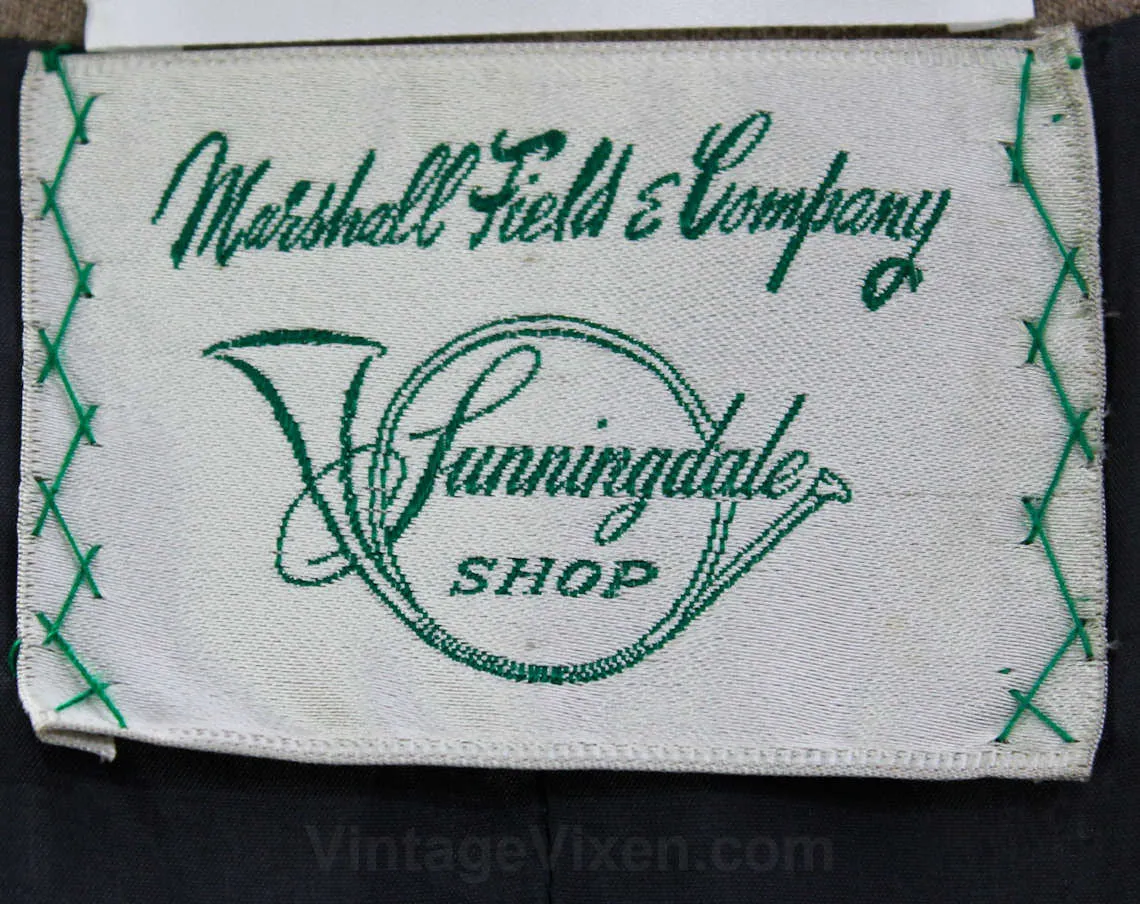 Marshall Field & Company
Sunningdale
SHOP
VintageVixen.com